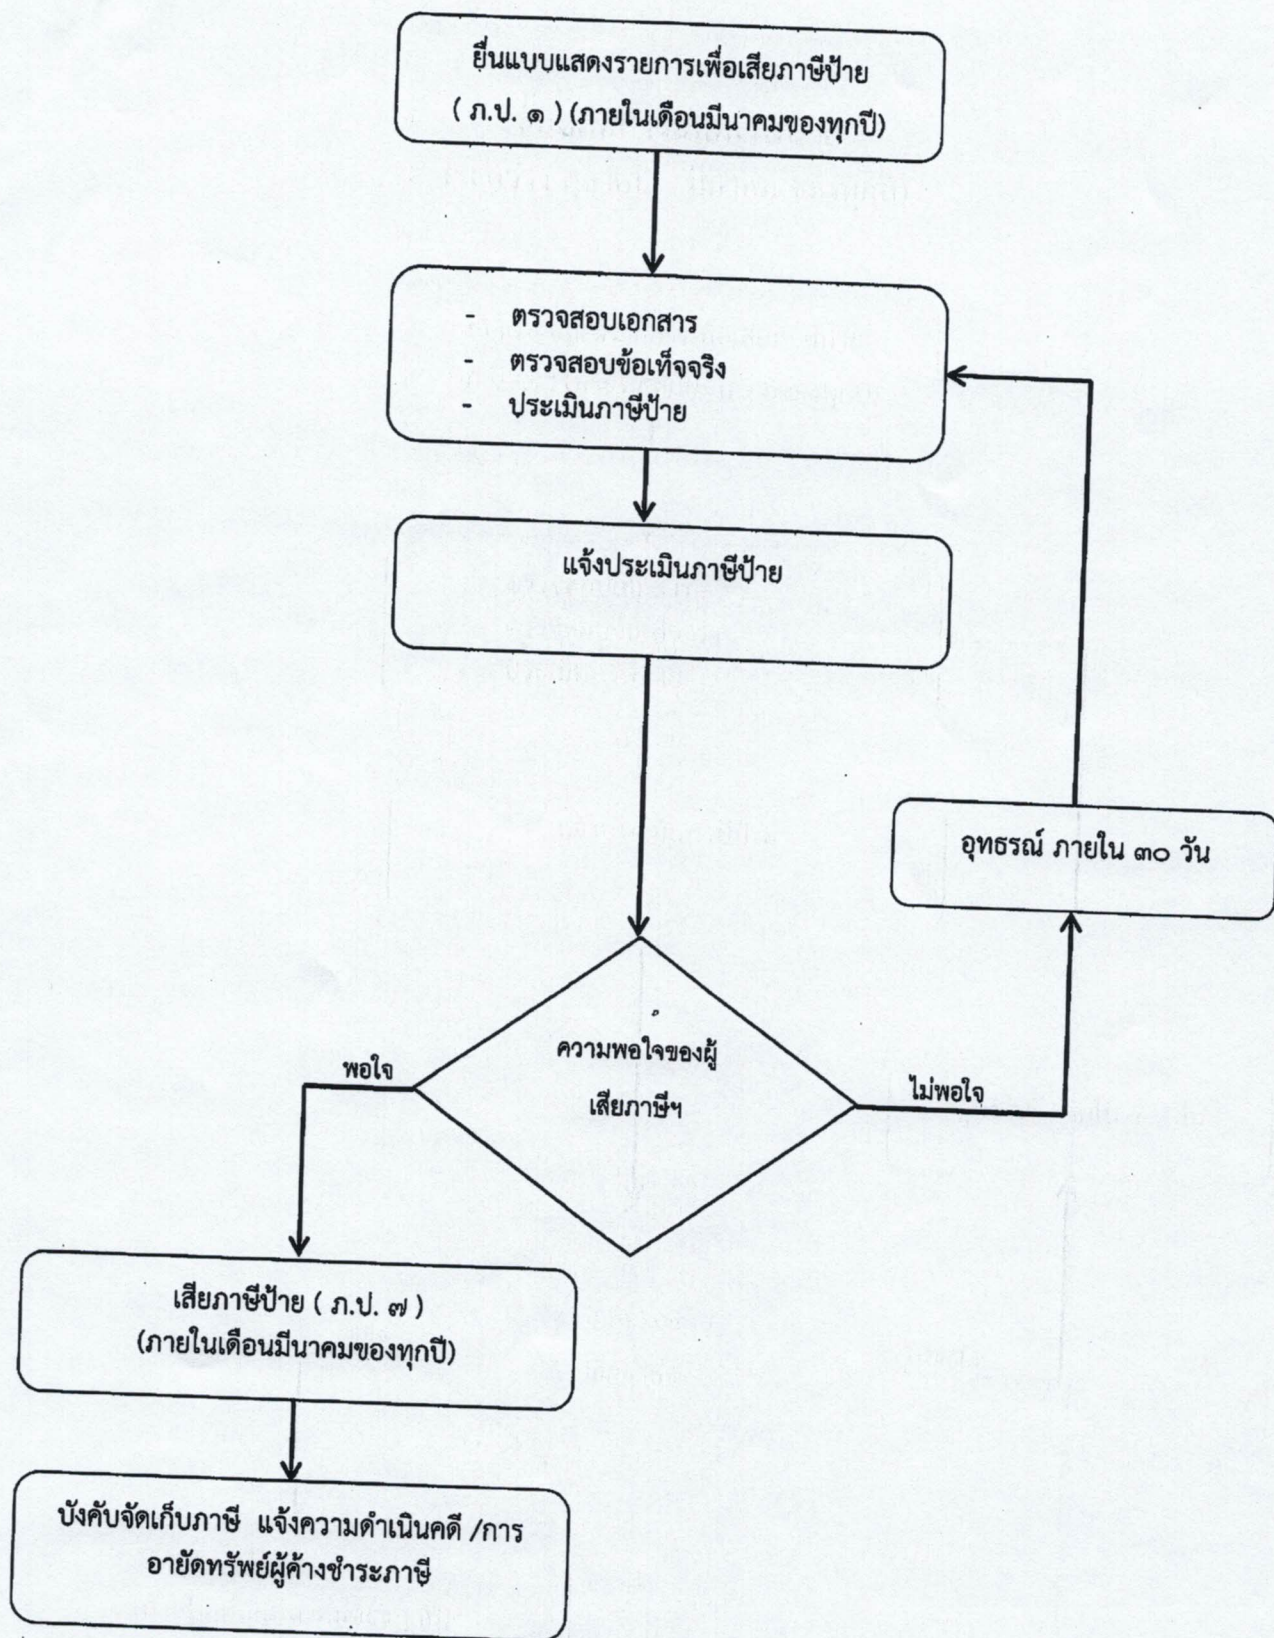 ยื่นแบบแสดงรายการเพื่อเสียภาษีป้าย
( ภ.ป. ๑ ) (ภายในเดือนมีนาคมของทุกปี)
- ตรวจสอบเอกสาร
- ตรวจสอบข้อเท็จจริง
- ประเมินภาษีป้าย
แจ้งประเมินภาษีป้าย
อุทธรณ์ ภายใน ๓๐ วัน
ความพอใจของผู้
เสียภาษีฯ
พอใจ
ไม่พอใจ
เสียภาษีป้าย ( ภ.ป. ๗ )
(ภายในเดือนมีนาคมของทุกปี)
บังคับจัดเก็บภาษี แจ้งความดำเนินคดี /การ
อายัดทรัพย์ผู้ค้างชำระภาษี